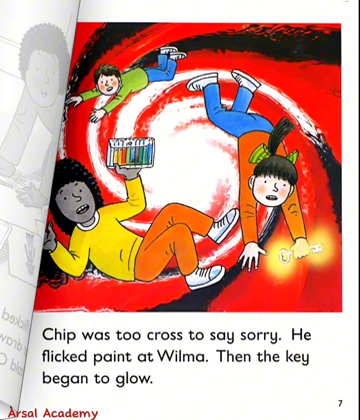 Chip was too cross to say sorry. He
flicked paint at Wilma. Then the key
began to glow.
7
Arsal Academy